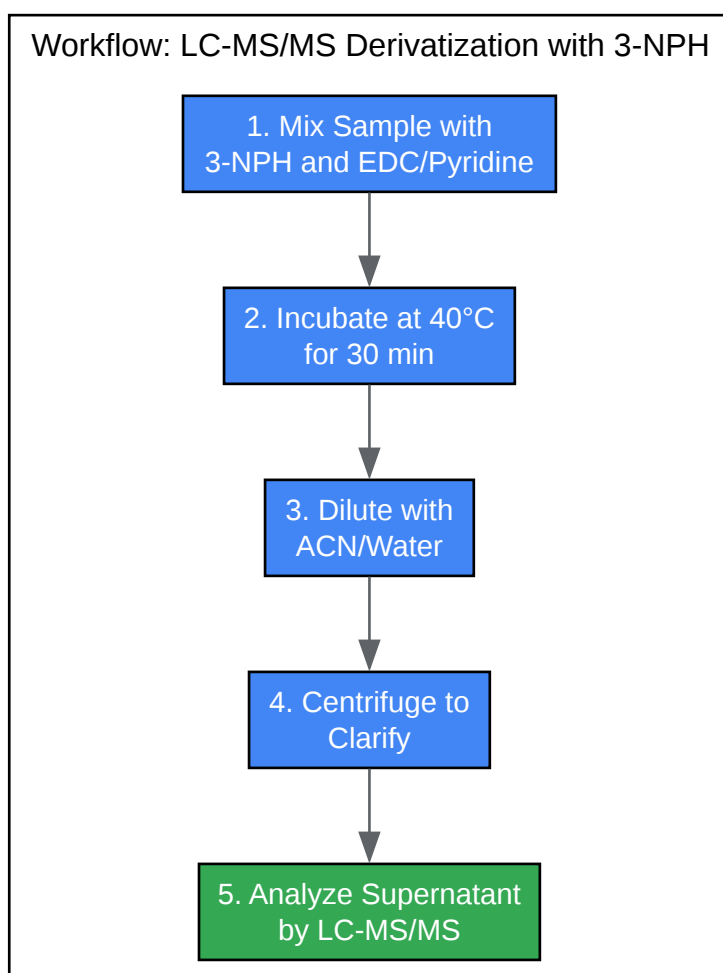 Workflow: LC-MS/MS Derivatization with 3-NPH
1. Mix Sample with
3-NPH and EDC/Pyridine
2. Incubate at 40°C
for 30 min
3. Dilute with
ACN/Water
4. Centrifuge to
Clarify
5. Analyze Supernatant
by LC-MS/MS